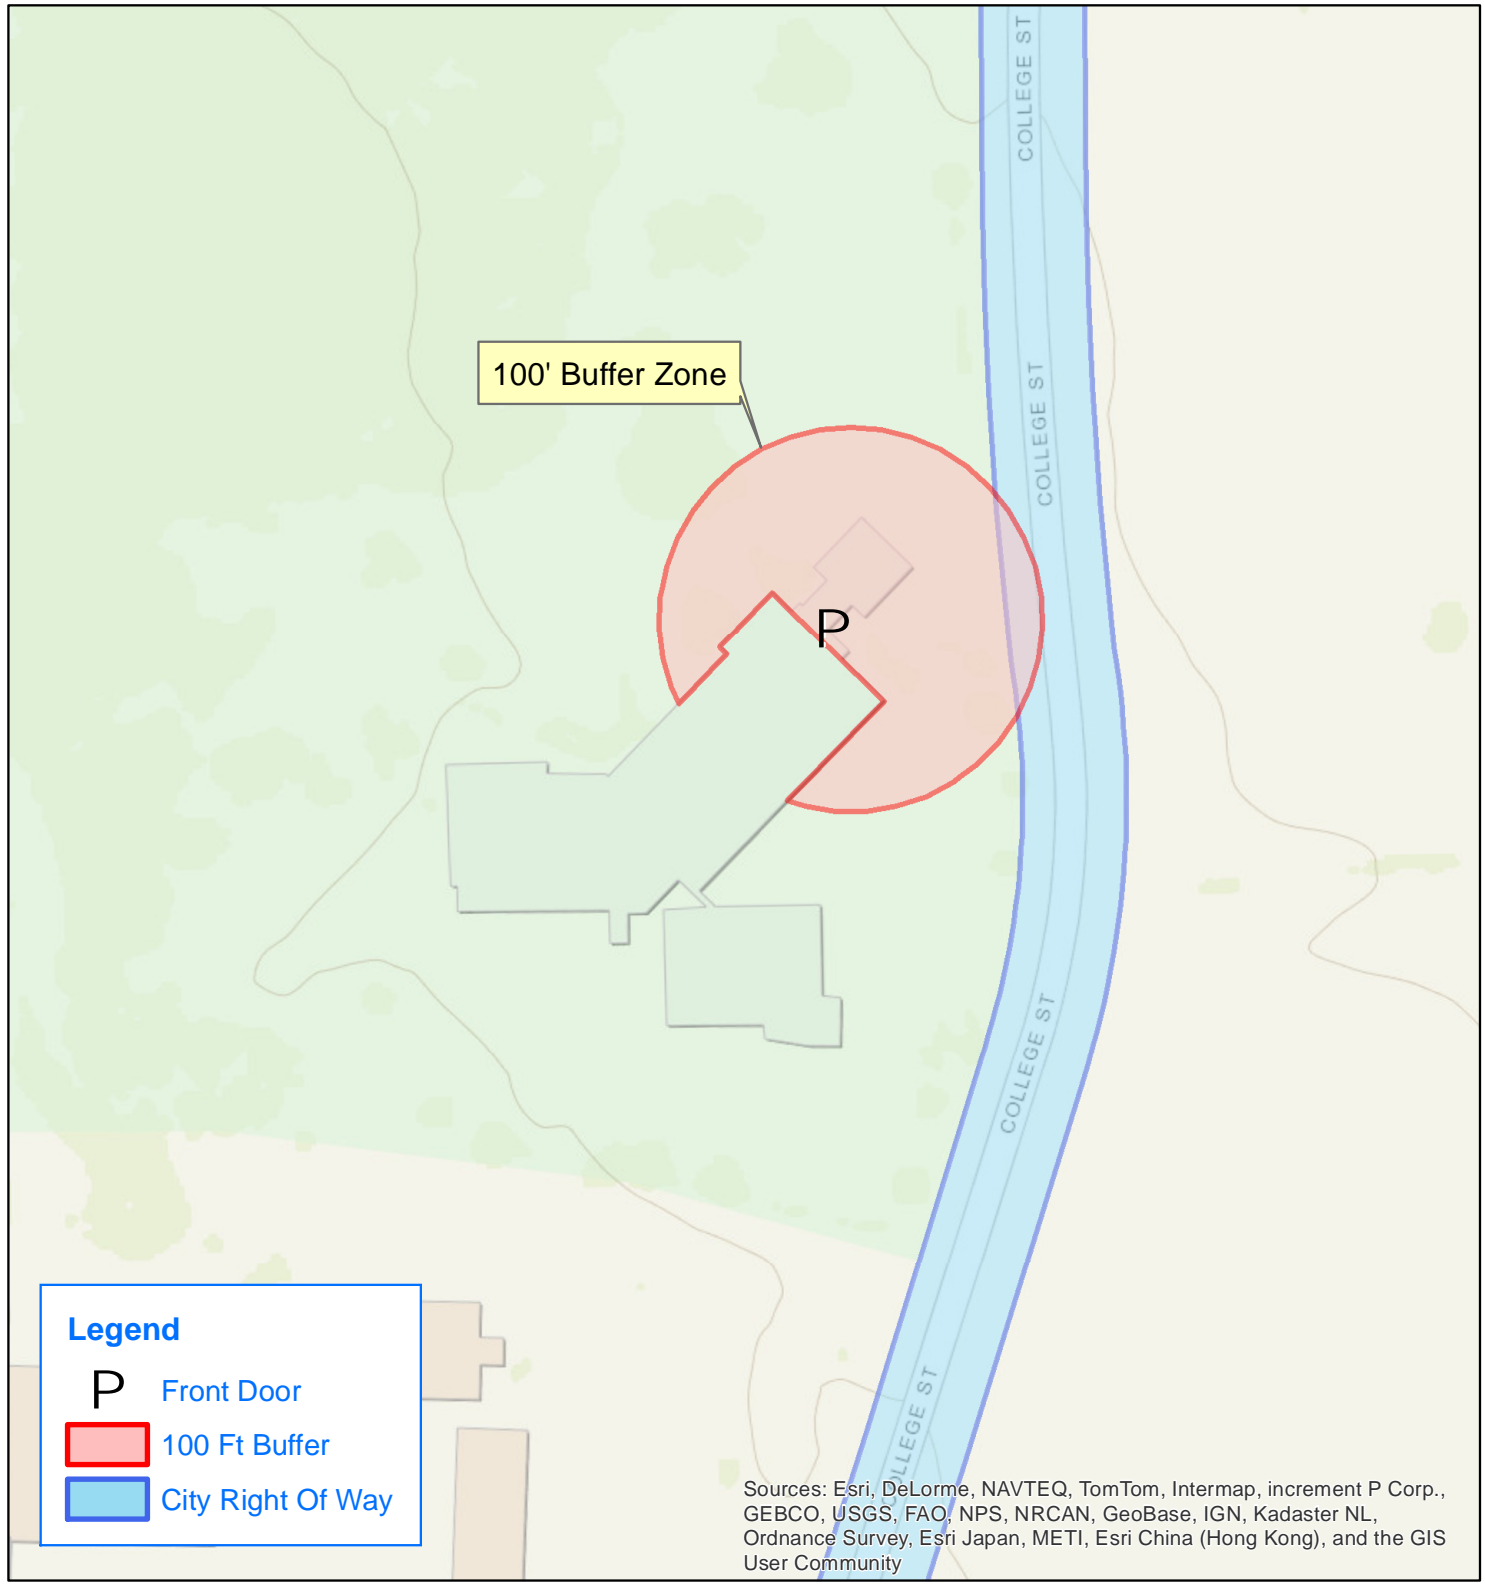 COLLEGE ST
100' Buffer Zone
COLLEGE ST
P
COLLEGE ST
Legend
P Front Door
100 Ft Buffer
City Right Of Way
COLLEGE ST
Sources: Esri, DeLorme, NAVTEQ, TomTom, Intermap, increment P Corp.,
GEBCO, USGS, FAO, NPS, NRCAN, GeoBase, IGN, Kadaster NL,
Ordnance Survey, Esri Japan, METI, Esri China (Hong Kong), and the GIS
User Community